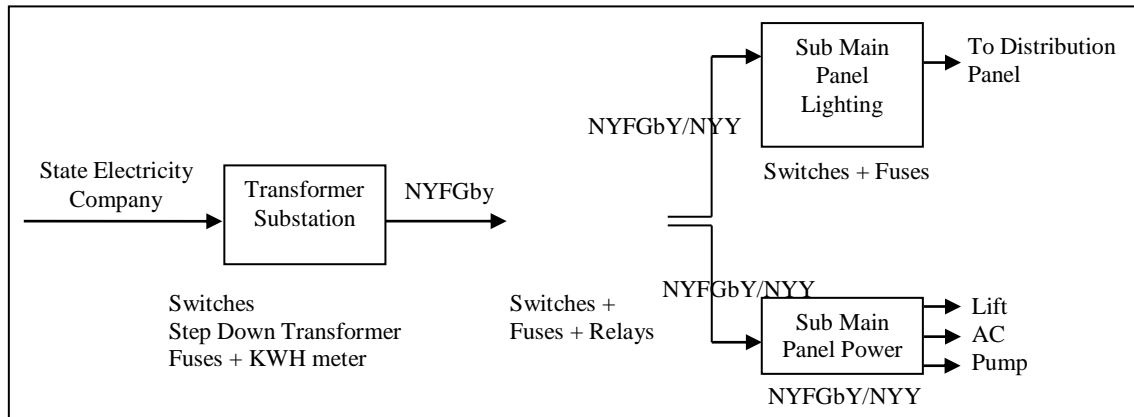 State Electricity
Company
Transformer
Substation
NYFGby
Switches
Step Down Transformer
Fuses + KWH meter
Switches +
Fuses + Relays
NYFGbY/NYY
Sub Main
Panel
Lighting
To Distribution
Panel
Switches + Fuses
NYFGbY/NYY
Sub Main
Panel Power
Lift
AC
Pump
NYFGbY/NYY